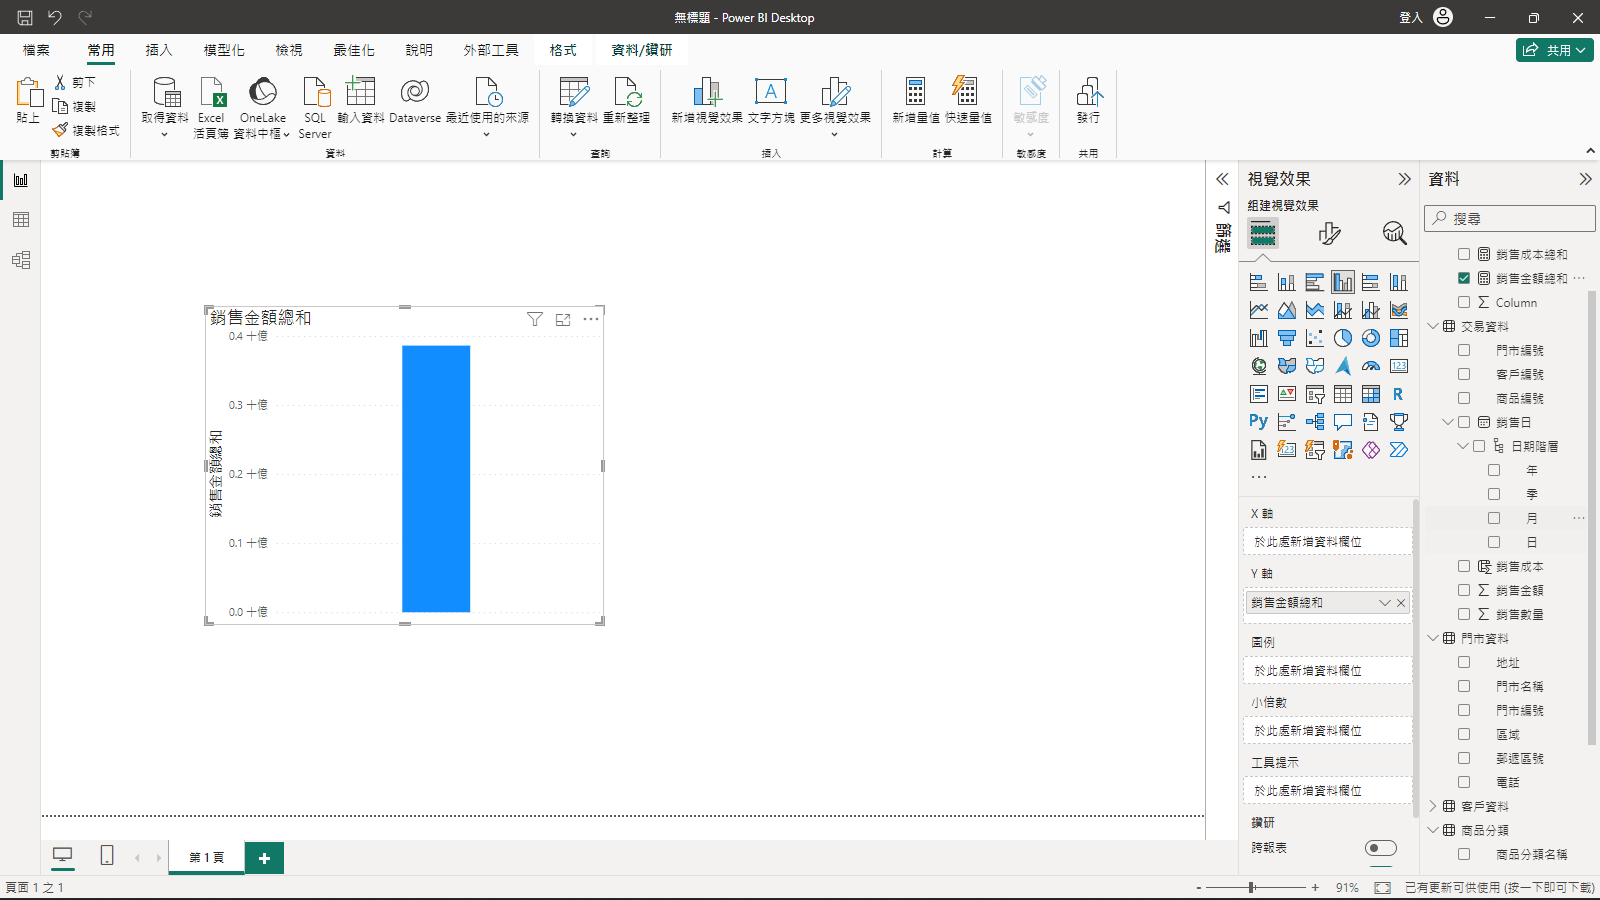 無標題 - Power BI Desktop
登入
檔案 常用 插入 模型化 檢視 最佳化 說明 外部工具 格式 資料/鑽研
共用
貼上
剪下
複製
複製格式
剪貼簿
取得資料
Excel 活頁簿
OneLake 資料中樞
SQL Server
輸入資料
Dataverse
最近使用的來源
資料
轉換資料
重新整理
查詢
新增視覺效果
文字方塊
更多視覺效果
插入
新增量值
快速量值
計算
敏感度
敏感度
發行
共用
銷售金額總和
0.4 十億
0.3 十億
0.2 十億
0.1 十億
0.0 十億
銷售金額總和
篩選
視覺效果
組建視覺效果
123
R
Py
123
X 軸
於此處新增資料欄位
Y 軸
銷售金額總和
圖例
於此處新增資料欄位
小倍數
於此處新增資料欄位
工具提示
於此處新增資料欄位
鑽研
跨報表
資料
搜尋
銷售成本總和
銷售金額總和
Column
交易資料
門市編號
客戶編號
商品編號
銷售日
日期階層
年
季
月
日
銷售成本
銷售金額
銷售數量
門市資料
地址
門市名稱
門市編號
區域
郵遞區號
電話
客戶資料
商品分類
商品分類名稱
第 1 頁
頁面 1 之 1
91%
已有更新可供使用 (按一下即可下載)